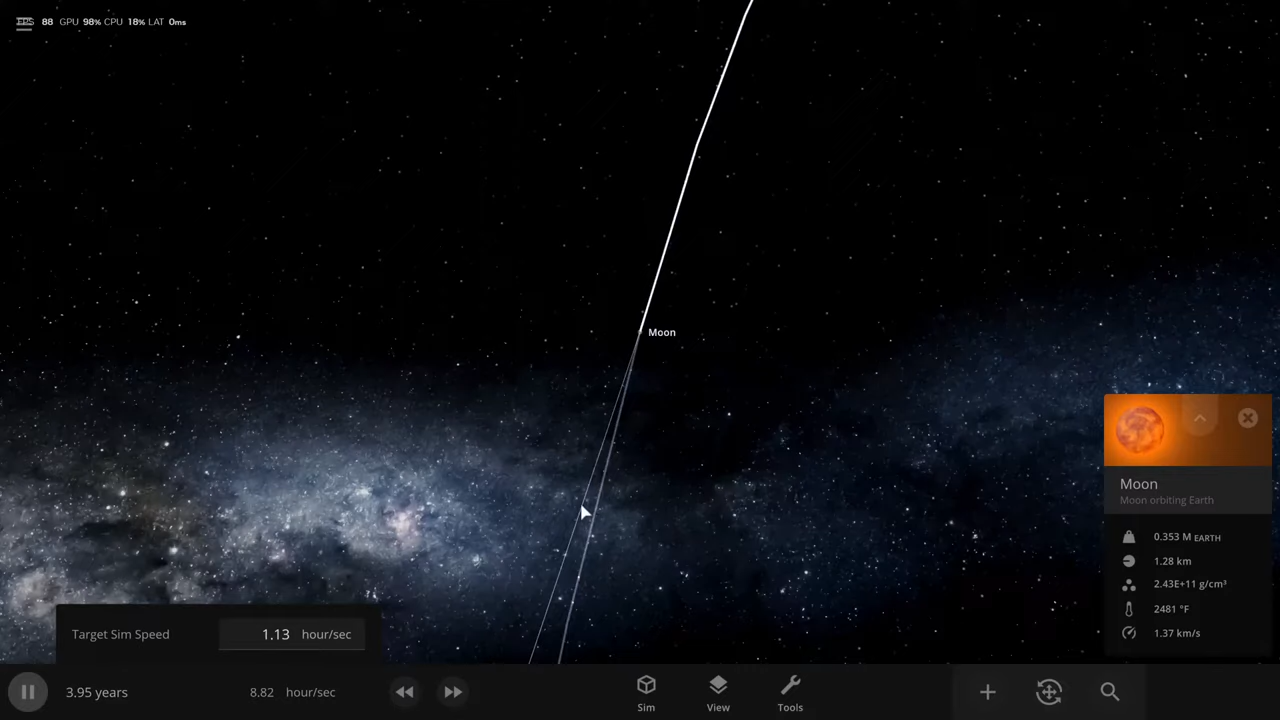 FPS 88 GPU 98% CPU 18% LAT 0ms
Moon
Moon
Moon orbiting Earth
0.353 M EARTH
1.28 km
2.43E+11 g/cm³
2481 °F
1.37 km/s
Target Sim Speed 1.13 hour/sec
3.95 years 8.82 hour/sec
Sim View Tools